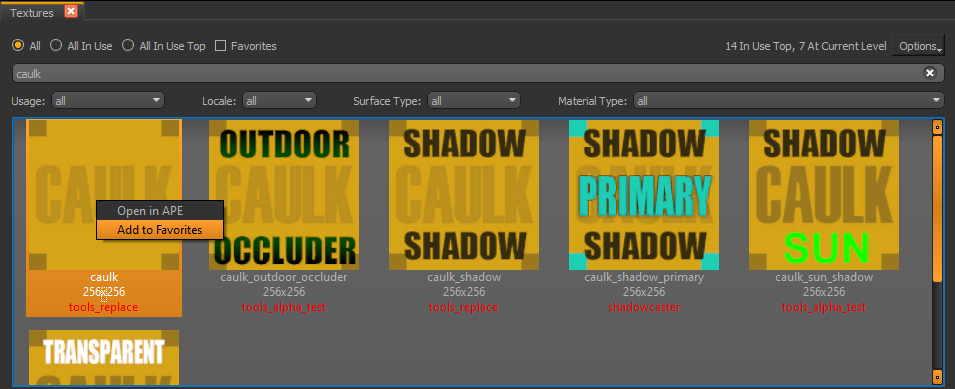 Textures
All All In Use All In Use Top Favorites 14 In Use Top, 7 At Current Level Options
caulk
Usage: all Locale: all Surface Type: all Material Type: all
CAULK
OUTDOOR
CAULK
OCCLUDER
SHADOW
CAULK
SHADOW
SHADOW
PRIMARY
SHADOW
SHADOW
CAULK
SUN
Open in APE
Add to Favorites
caulk
256x256
tools_replace
caulk_outdoor_occluder
256x256
tools_alpha_test
caulk_shadow
256x256
tools_replace
caulk_shadow_primary
256x256
shadowcaster
caulk_sun_shadow
256x256
tools_alpha_test
TRANSPARENT
CAULK